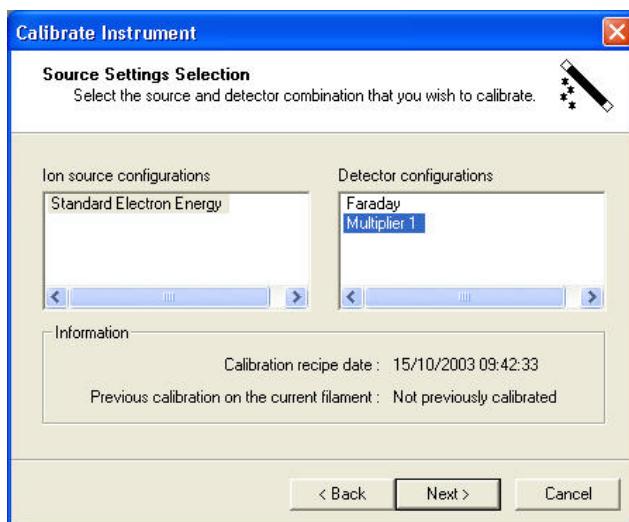 Calibrate Instrument
Source Settings Selection
Select the source and detector combination that you wish to calibrate.
Ion source configurations
Standard Electron Energy
Detector configurations
Faraday
Multiplier 1
Information
Calibration recipe date : 15/10/2003 09:42:33
Previous calibration on the current filament : Not previously calibrated
< Back
Next >
Cancel